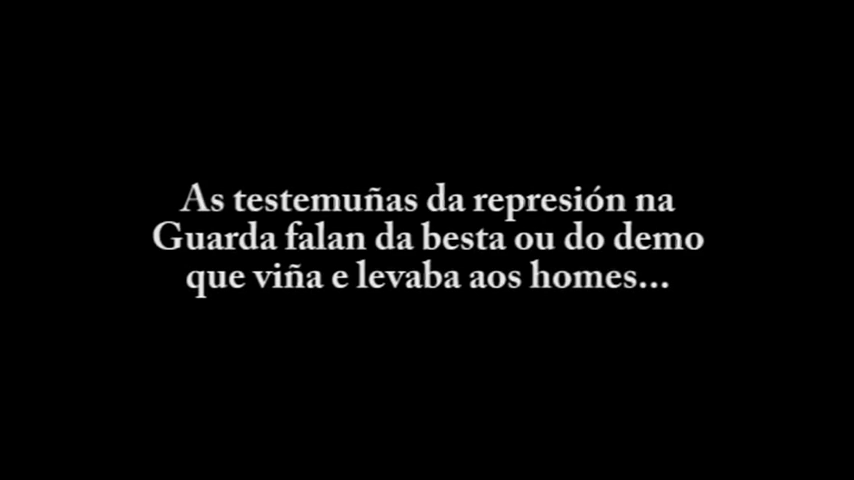 As testemuñas da represión na
Guarda falan da besta ou do demo
que viña e levaba aos homes...